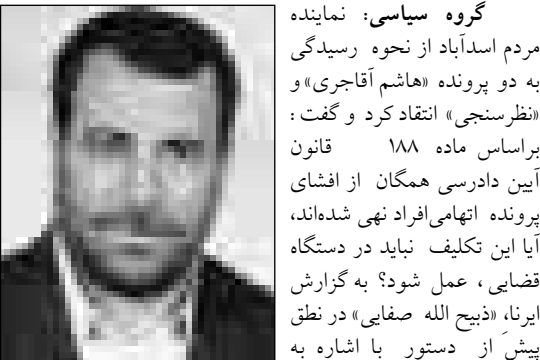 گروه سیاسی: نماینده
مردم اسدآباد از نحوه رسیدگی
به دو پرونده «هاشم آقاجری» و
«نظرسنجی» انتقاد کرد و گفت :
براساس ماده ۱۸۸ قانون
آیین دادرسی همگان از افشای
پرونده اتهامی‌افراد نهی شده‌اند،
آیا این تکلیف نباید در دستگاه
قضایی، عمل شود؟ به گزارش
ایرنا، «ذبیح الله صفایی» در نطق
پیش از دستور با اشاره به